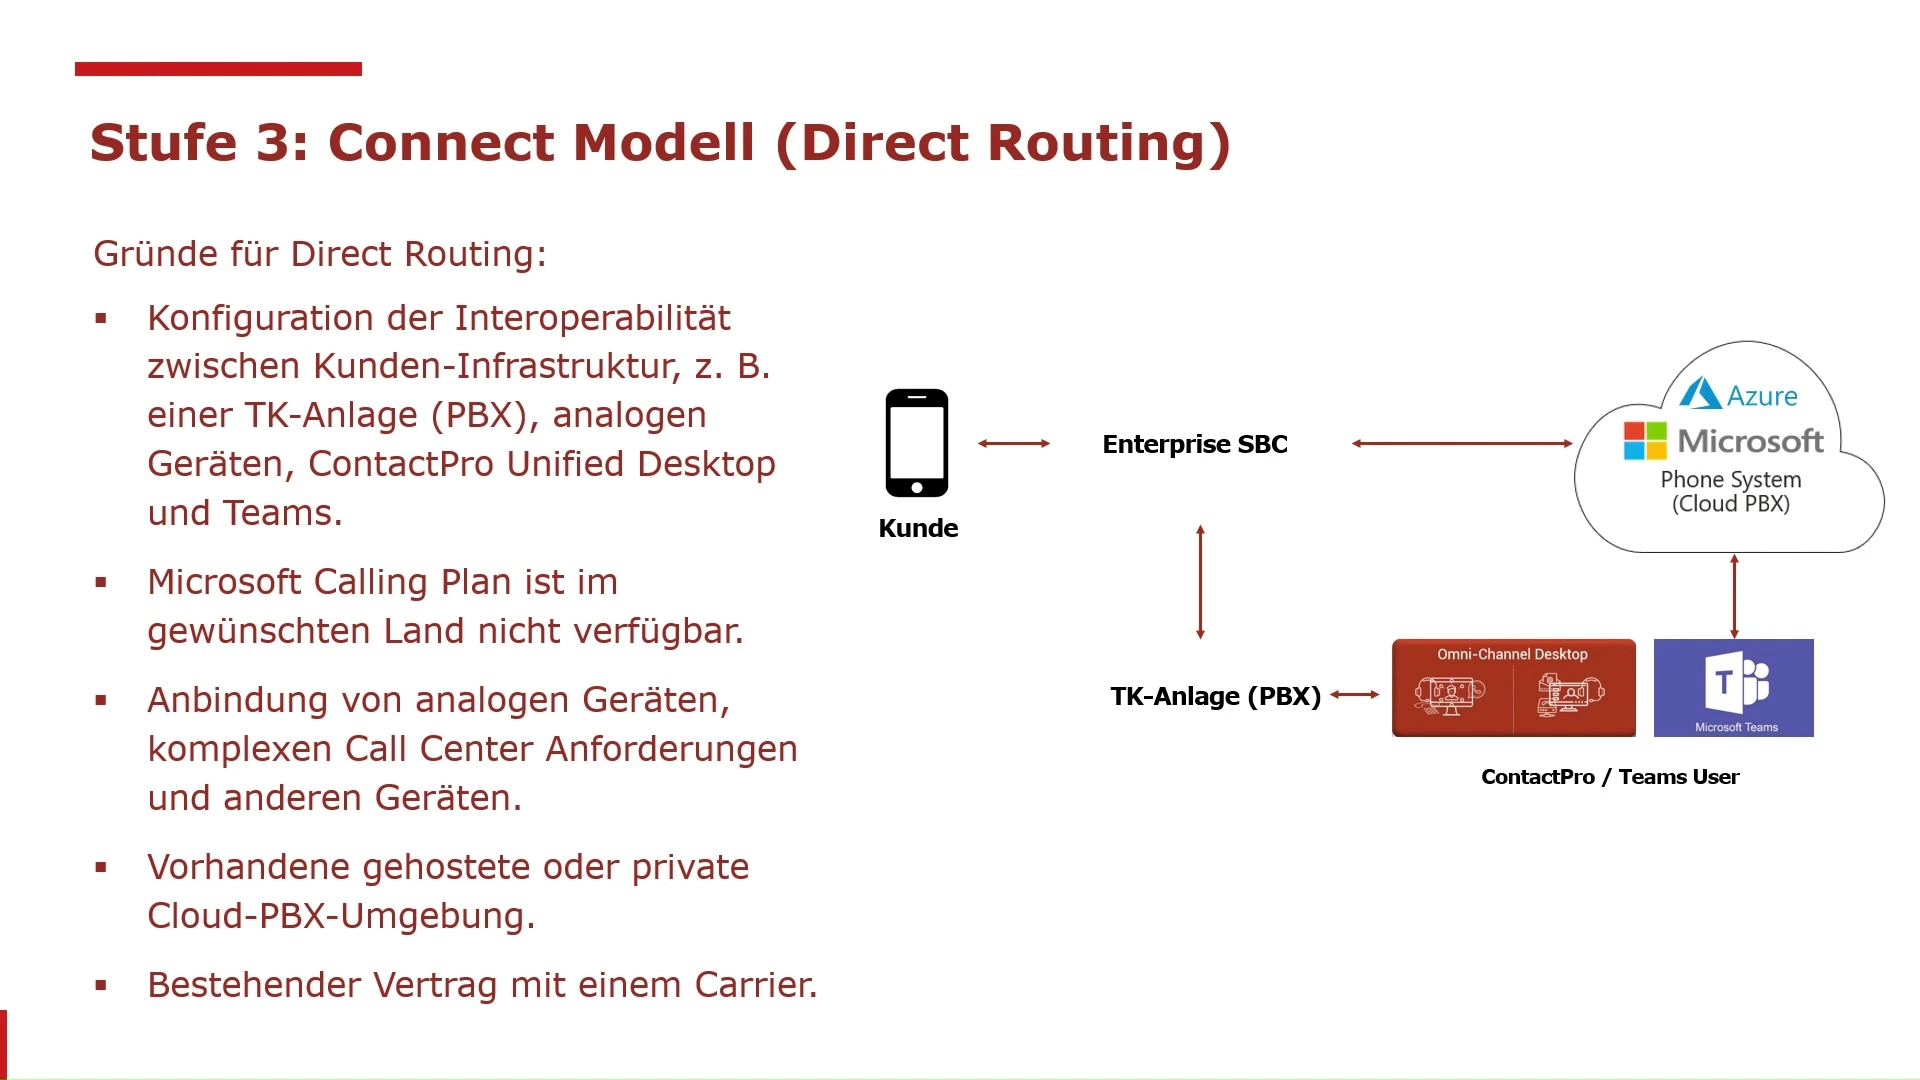 Stufe 3: Connect Modell (Direct Routing)
Gründe für Direct Routing:
▪ Konfiguration der Interoperabilität
zwischen Kunden-Infrastruktur, z. B.
einer TK-Anlage (PBX), analogen
Geräten, ContactPro Unified Desktop
und Teams.
▪ Microsoft Calling Plan ist im
gewünschten Land nicht verfügbar.
▪ Anbindung von analogen Geräten,
komplexen Call Center Anforderungen
und anderen Geräten.
▪ Vorhandene gehostete oder private
Cloud-PBX-Umgebung.
▪ Bestehender Vertrag mit einem Carrier.
Kunde
Enterprise SBC
Azure
Microsoft
Phone System
(Cloud PBX)
TK-Anlage (PBX)
Omni-Channel Desktop
T
Microsoft Teams
ContactPro / Teams User